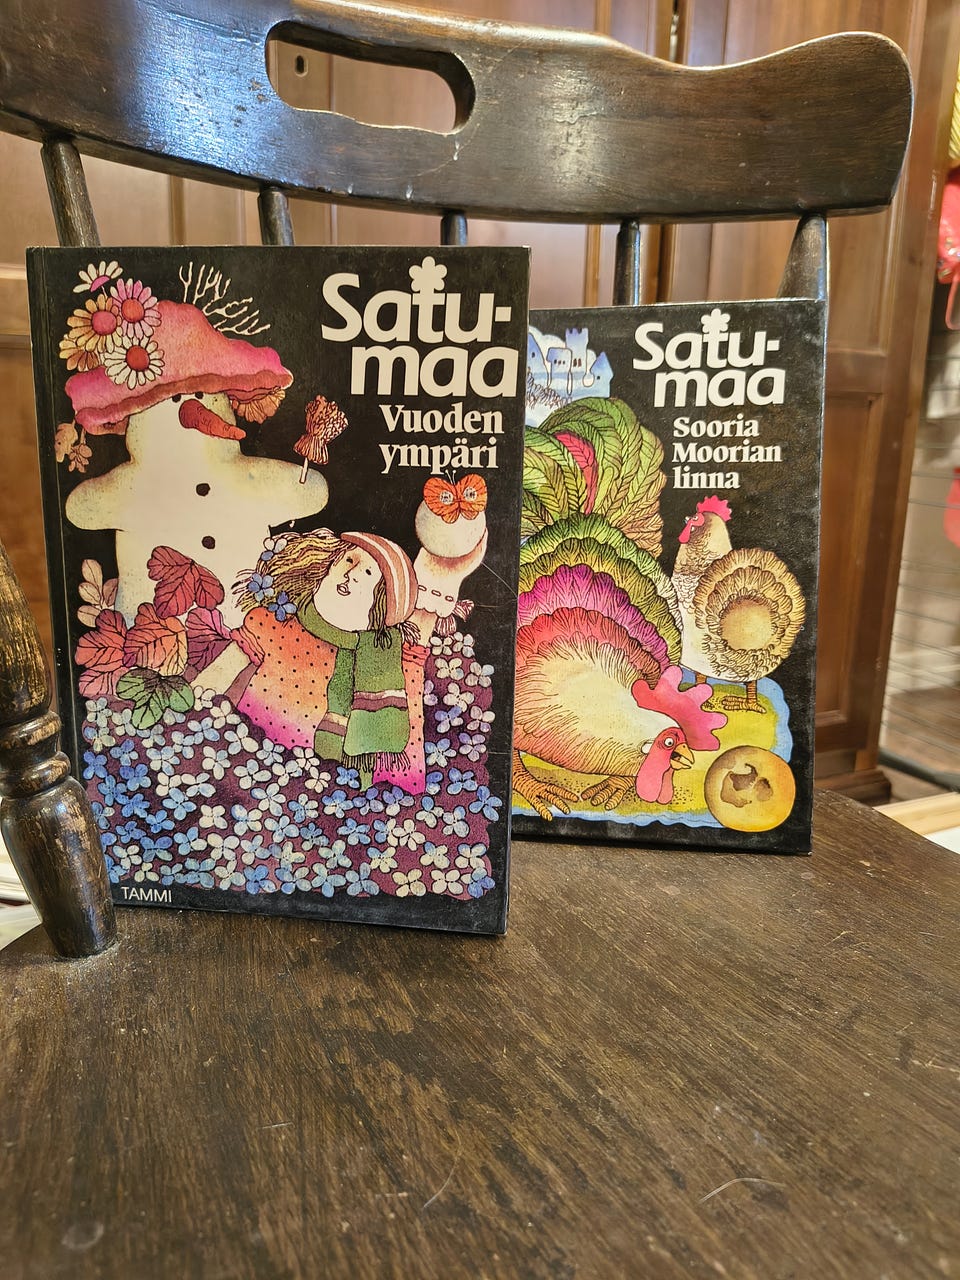 Satu-
maa
Vuoden
ympäri
TAMMI
Satu-
maa
Sooria
Moorian
linna